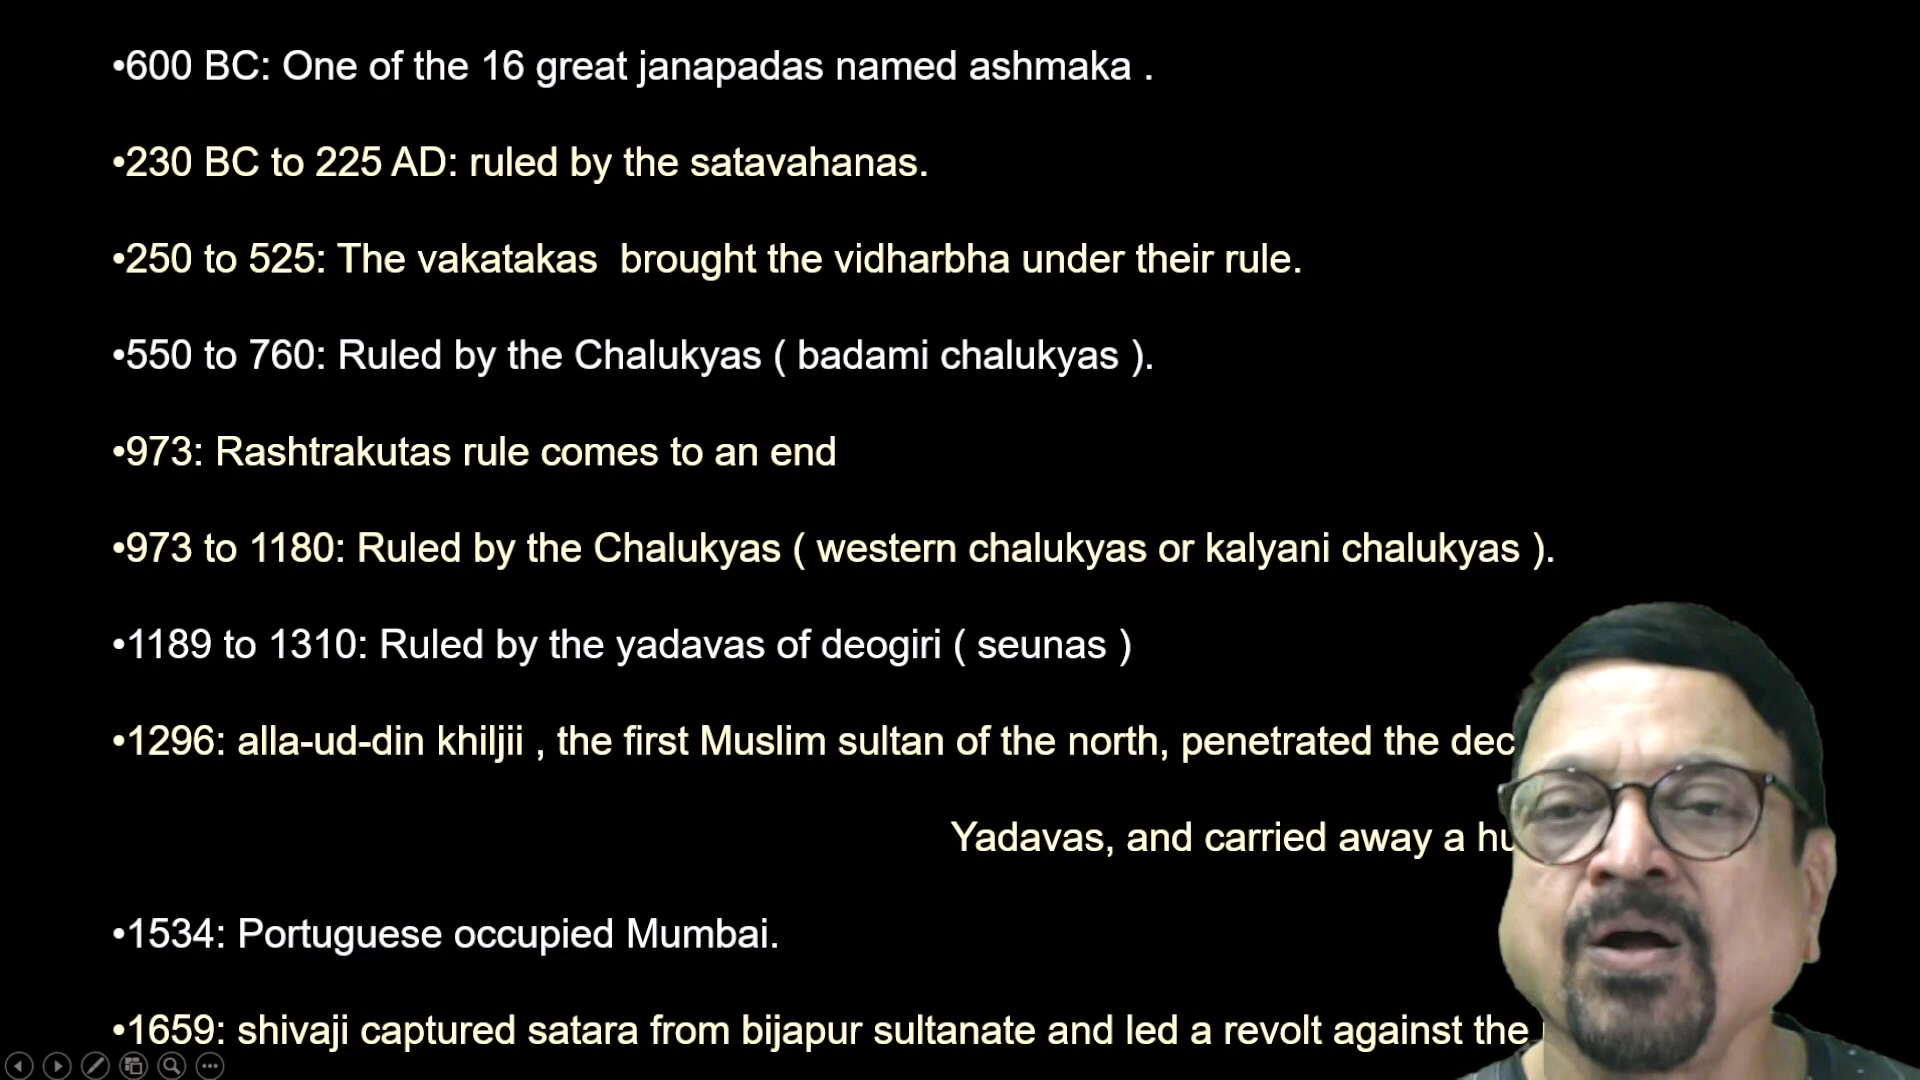 •600 BC: One of the 16 great janapadas named ashmaka .
•230 BC to 225 AD: ruled by the satavahanas.
•250 to 525: The vakatakas  brought the vidharbha under their rule.
•550 to 760: Ruled by the Chalukyas ( badami chalukyas ).
•973: Rashtrakutas rule comes to an end
•973 to 1180: Ruled by the Chalukyas ( western chalukyas or kalyani chalukyas ).
•1189 to 1310: Ruled by the yadavas of deogiri ( seunas )
•1296: alla-ud-din khiljii , the first Muslim sultan of the north, penetrated the
Yadavas, and carried away a
•1534: Portuguese occupied Mumbai.
•1659: shivaji captured satara from bijapur sultanate and led a revolt against the